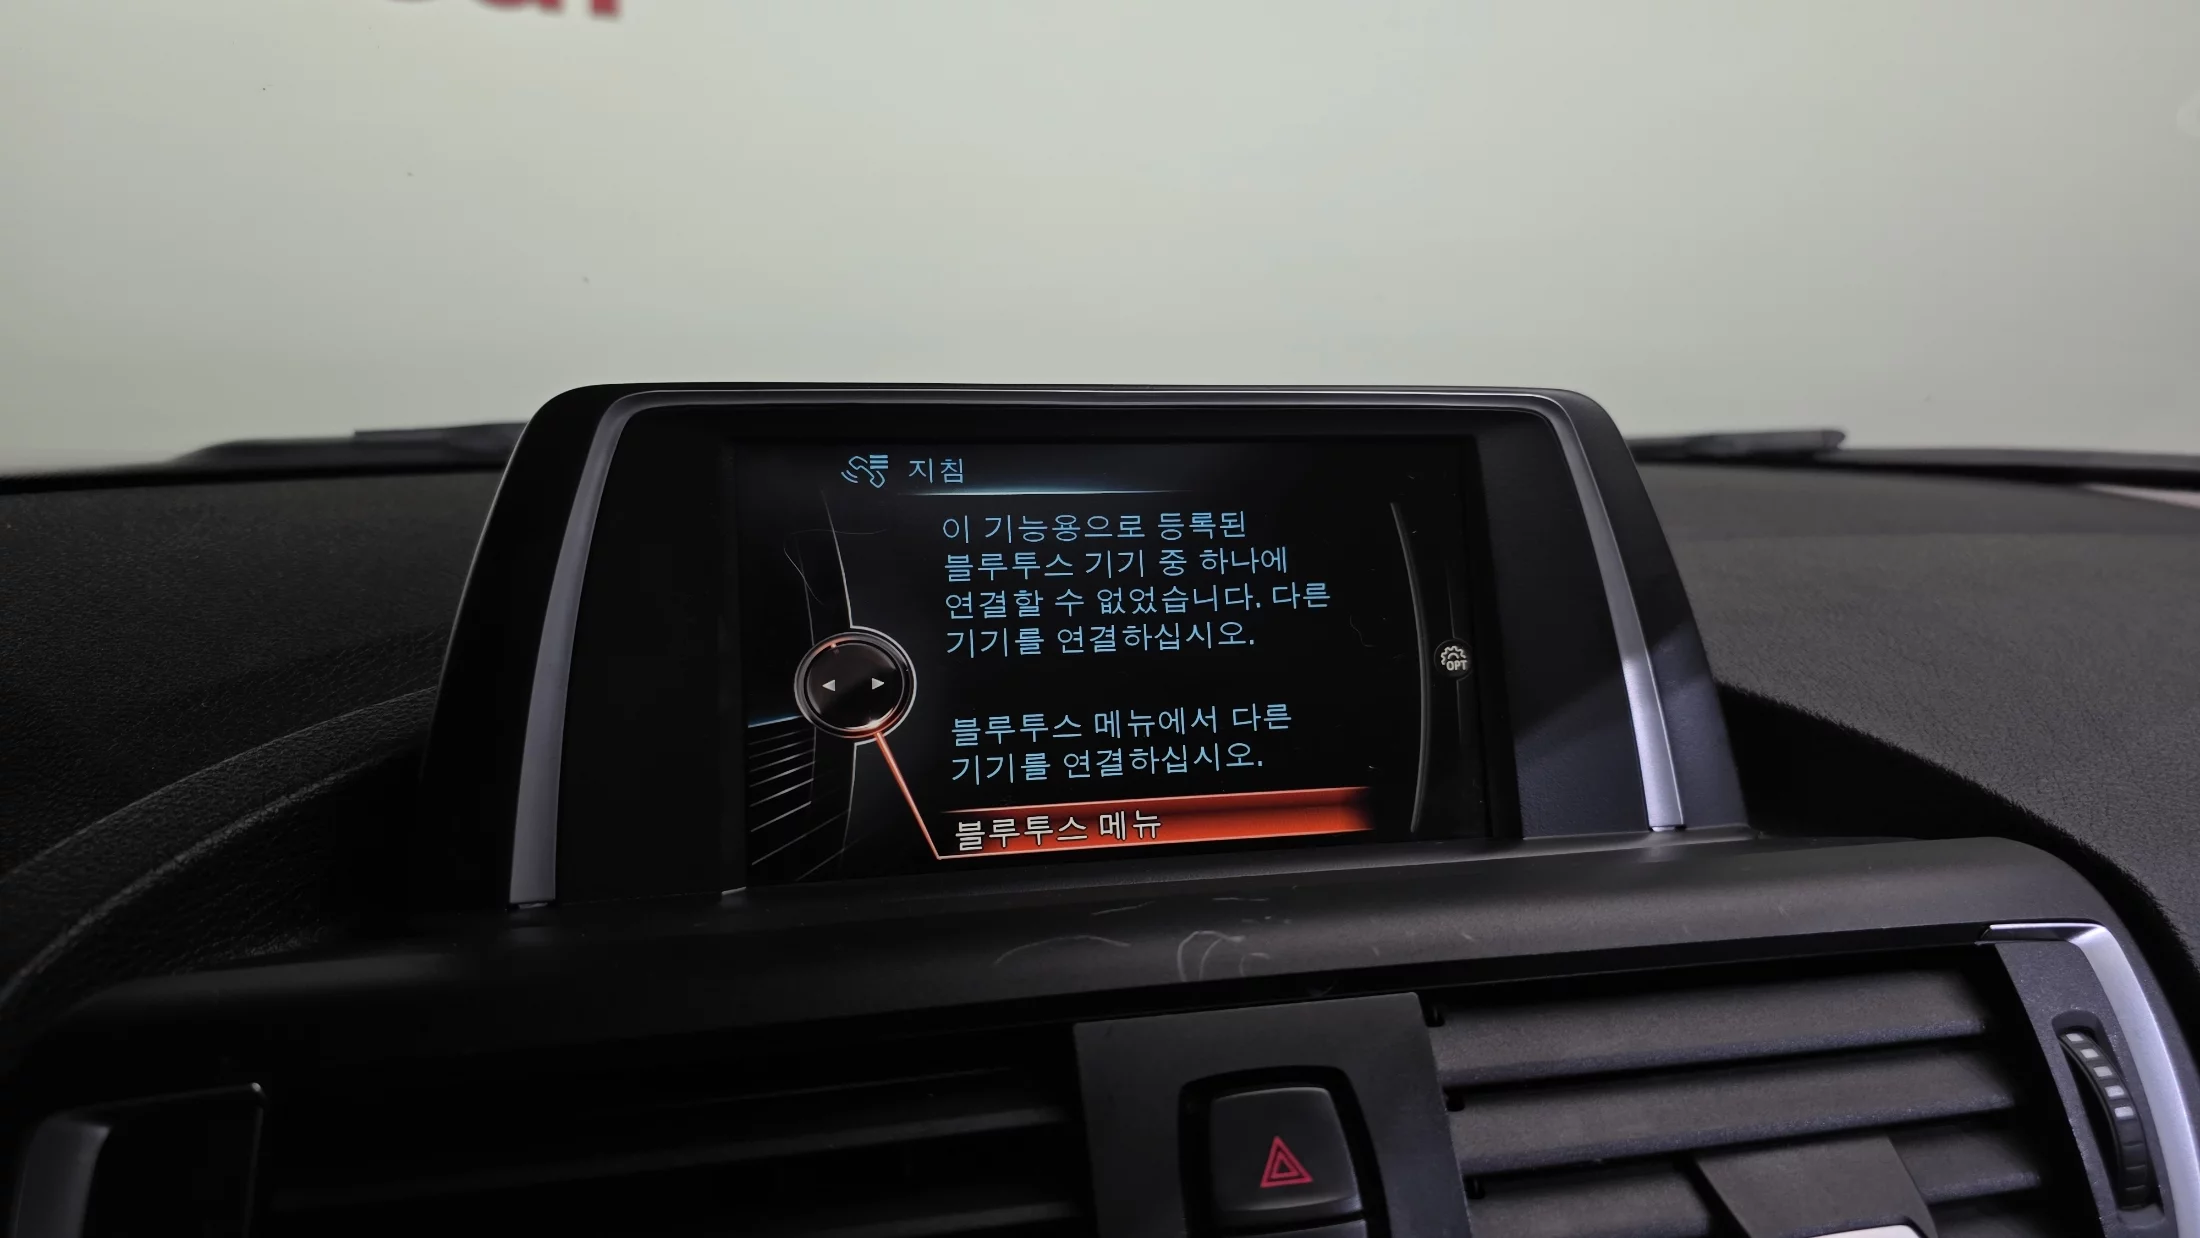 지침
이 기능용으로 등록된
블루투스 기기 중 하나에
연결할 수 없었습니다. 다른
기기를 연결하십시오.
블루투스 메뉴에서 다른
기기를 연결하십시오.
OPT
블루투스 메뉴